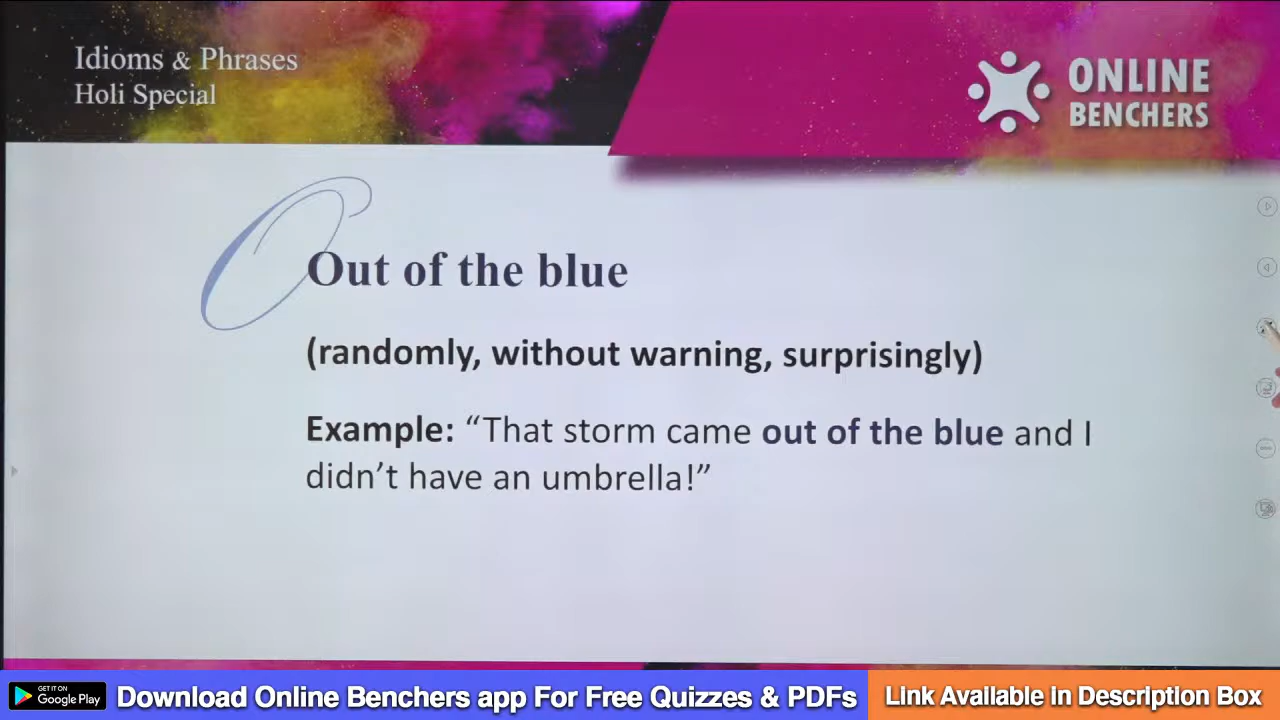 Idioms & Phrases
Holi Special
ONLINE
BENCHERS
Out of the blue
(randomly, without warning, surprisingly)
Example: “That storm came out of the blue and I
didn’t have an umbrella!”
GET IT ON
Google Play
Download Online Benchers app For Free Quizzes & PDFs
Link Available In Description Box